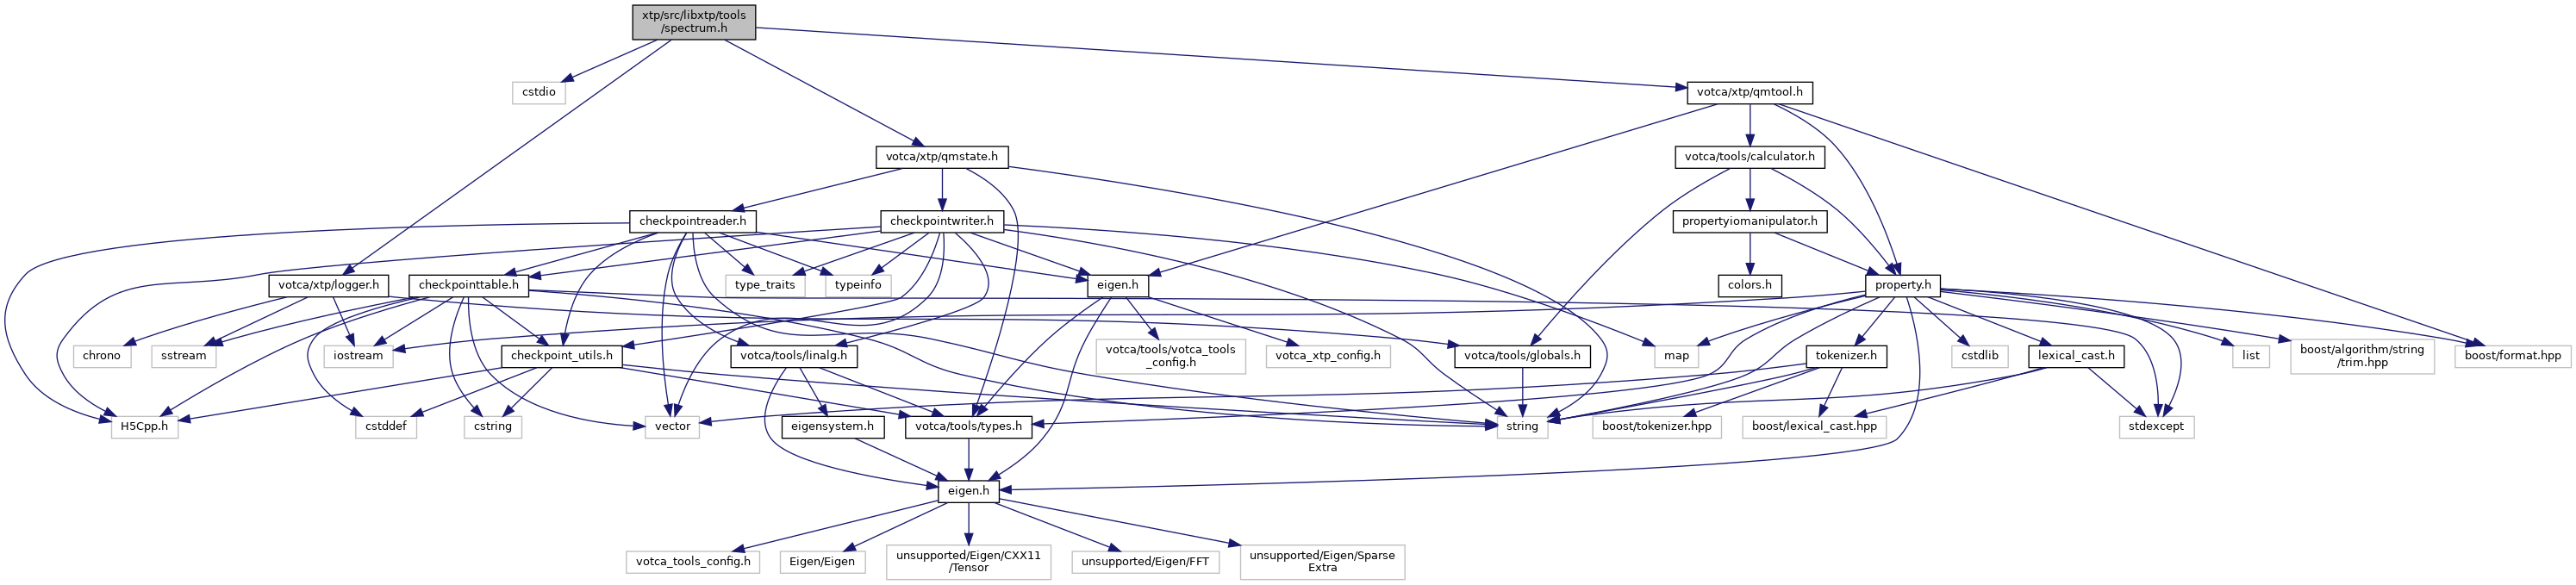 xtp/src/libxtp/tools
/spectrum.h
cstdio
votca/xtp/qmtool.h
votca/xtp/qmstate.h
votca/tools/calculator.h
checkpointreader.h
checkpointwriter.h
propertyiomanipulator.h
votca/xtp/logger.h
checkpointtable.h
type_traits
typeinfo
eigen.h
colors.h
property.h
chrono
sstream
iostream
checkpoint_utils.h
votca/tools/linalg.h
votca/tools/votca_tools
_config.h
votca_xtp_config.h
votca/tools/globals.h
map
tokenizer.h
cstdlib
lexical_cast.h
list
boost/algorithm/string
/trim.hpp
boost/format.hpp
H5Cpp.h
cstddef
cstring
vector
eigensystem.h
votca/tools/types.h
string
boost/tokenizer.hpp
boost/lexical_cast.hpp
stdexcept
eigen.h
votca_tools_config.h
Eigen/Eigen
unsupported/Eigen/CXX11
/Tensor
unsupported/Eigen/FFT
unsupported/Eigen/Sparse
Extra